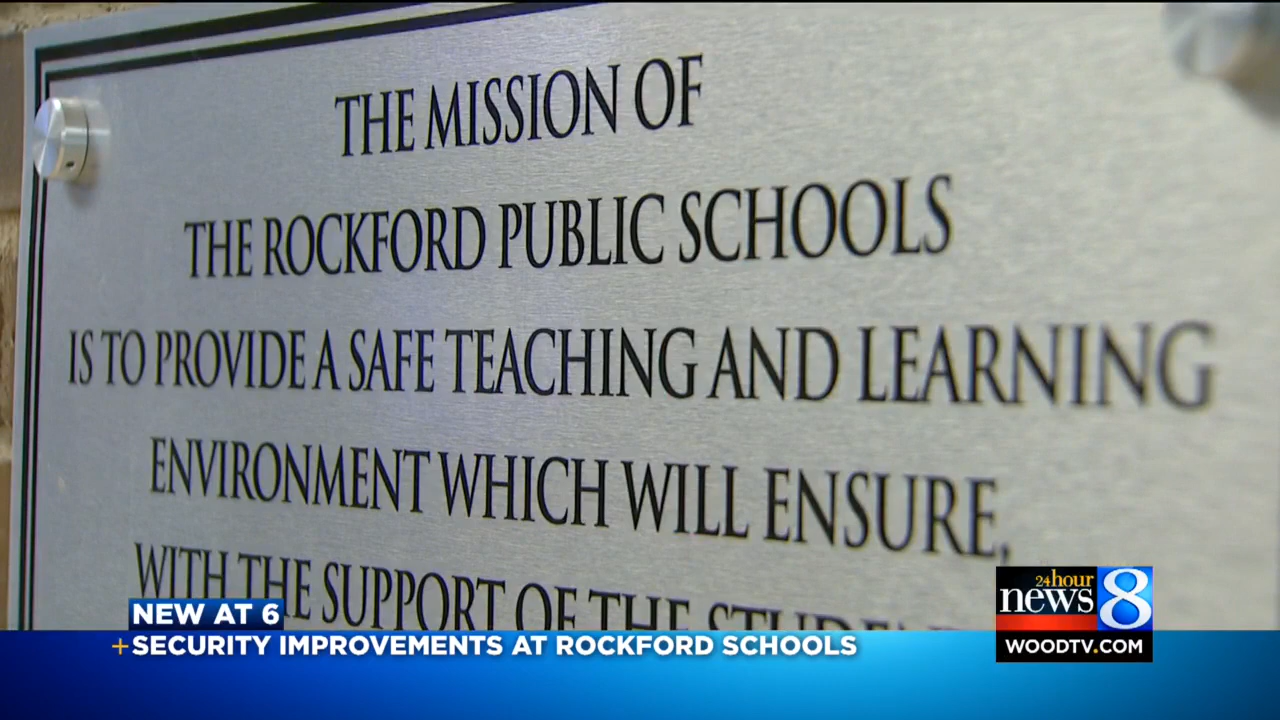 THE MISSION OF
THE ROCKFORD PUBLIC SCHOOLS
IS TO PROVIDE A SAFE TEACHING AND LEARNING
ENVIRONMENT WHICH WILL ENSURE,
WITH THE SUPPORT OF THE
NEW AT 6
+SECURITY IMPROVEMENTS AT ROCKFORD SCHOOLS
24hour
news 8
WOODTV.COM